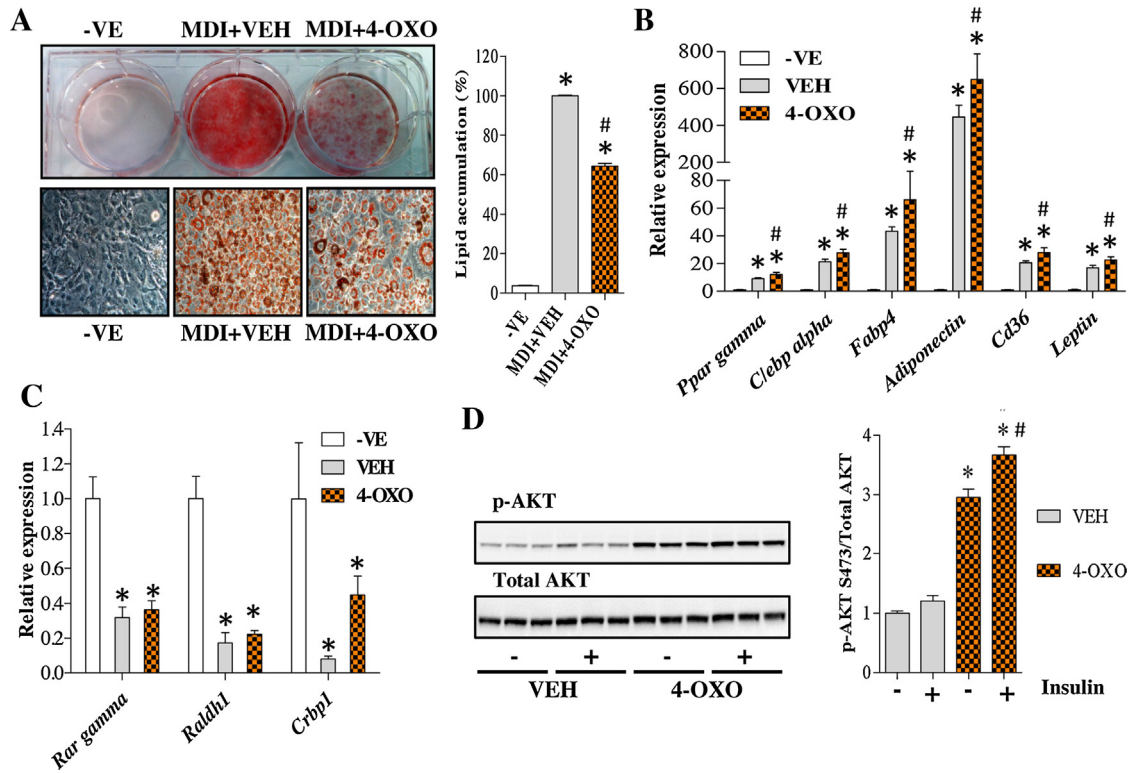 A
-VE MDI+VEH MDI+4-OXO
-VE MDI+VEH MDI+4-OXO
Lipid accumulation (%)
120
100
80
60
40
20
0
*
#
*
-VE
MDI+VEH
MDI+4-OXO
B
Relative expression
800
600
400
200
80
60
40
20
0
-VE
VEH
4-OXO
* # *
* # *
* # *
* # *
* # *
* # *
Ppar gamma
C/ebp alpha
Fabp4
Adiponectin
Cd36
Leptin
C
Relative expression
1.4
1.2
1.0
0.8
0.6
0.4
0.2
0.0
-VE
VEH
4-OXO
* *
* *
* *
Rar gamma
Raldh1
Crbp1
D
p-AKT
Total AKT
- + - +
VEH 4-OXO
p-AKT S473/Total AKT
4
3
2
1
0
*
* #
VEH
4-OXO
- + - + Insulin